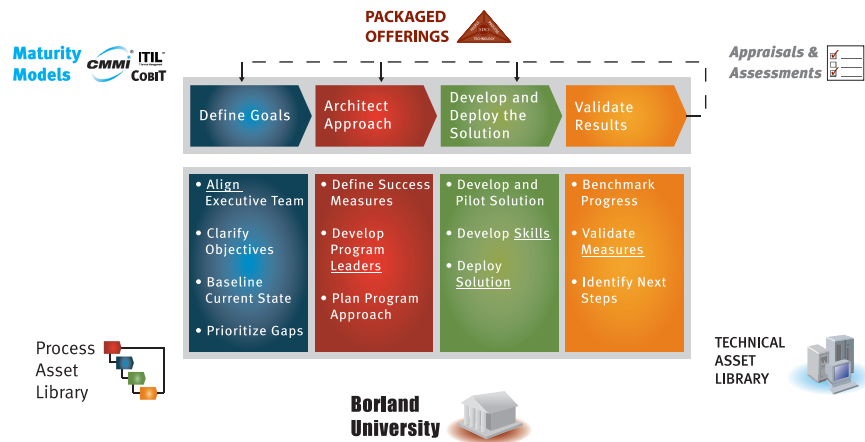 PACKAGED
OFFERINGS
Maturity
Models
CMMi
ITIL
COBIT
Appraisals &
Assessments
Define Goals
Architect
Approach
Develop and
Deploy the
Solution
Validate
Results
• Align
Executive Team
• Clarify
Objectives
• Baseline
Current State
• Prioritize Gaps
• Define Success
Measures
• Develop
Program
Leaders
• Plan Program
Approach
• Develop and
Pilot Solution
• Develop Skills
• Deploy
Solution
• Benchmark
Progress
• Validate
Measures
• Identify Next
Steps
Process
Asset
Library
TECHNICAL
ASSET
LIBRARY
Borland
University